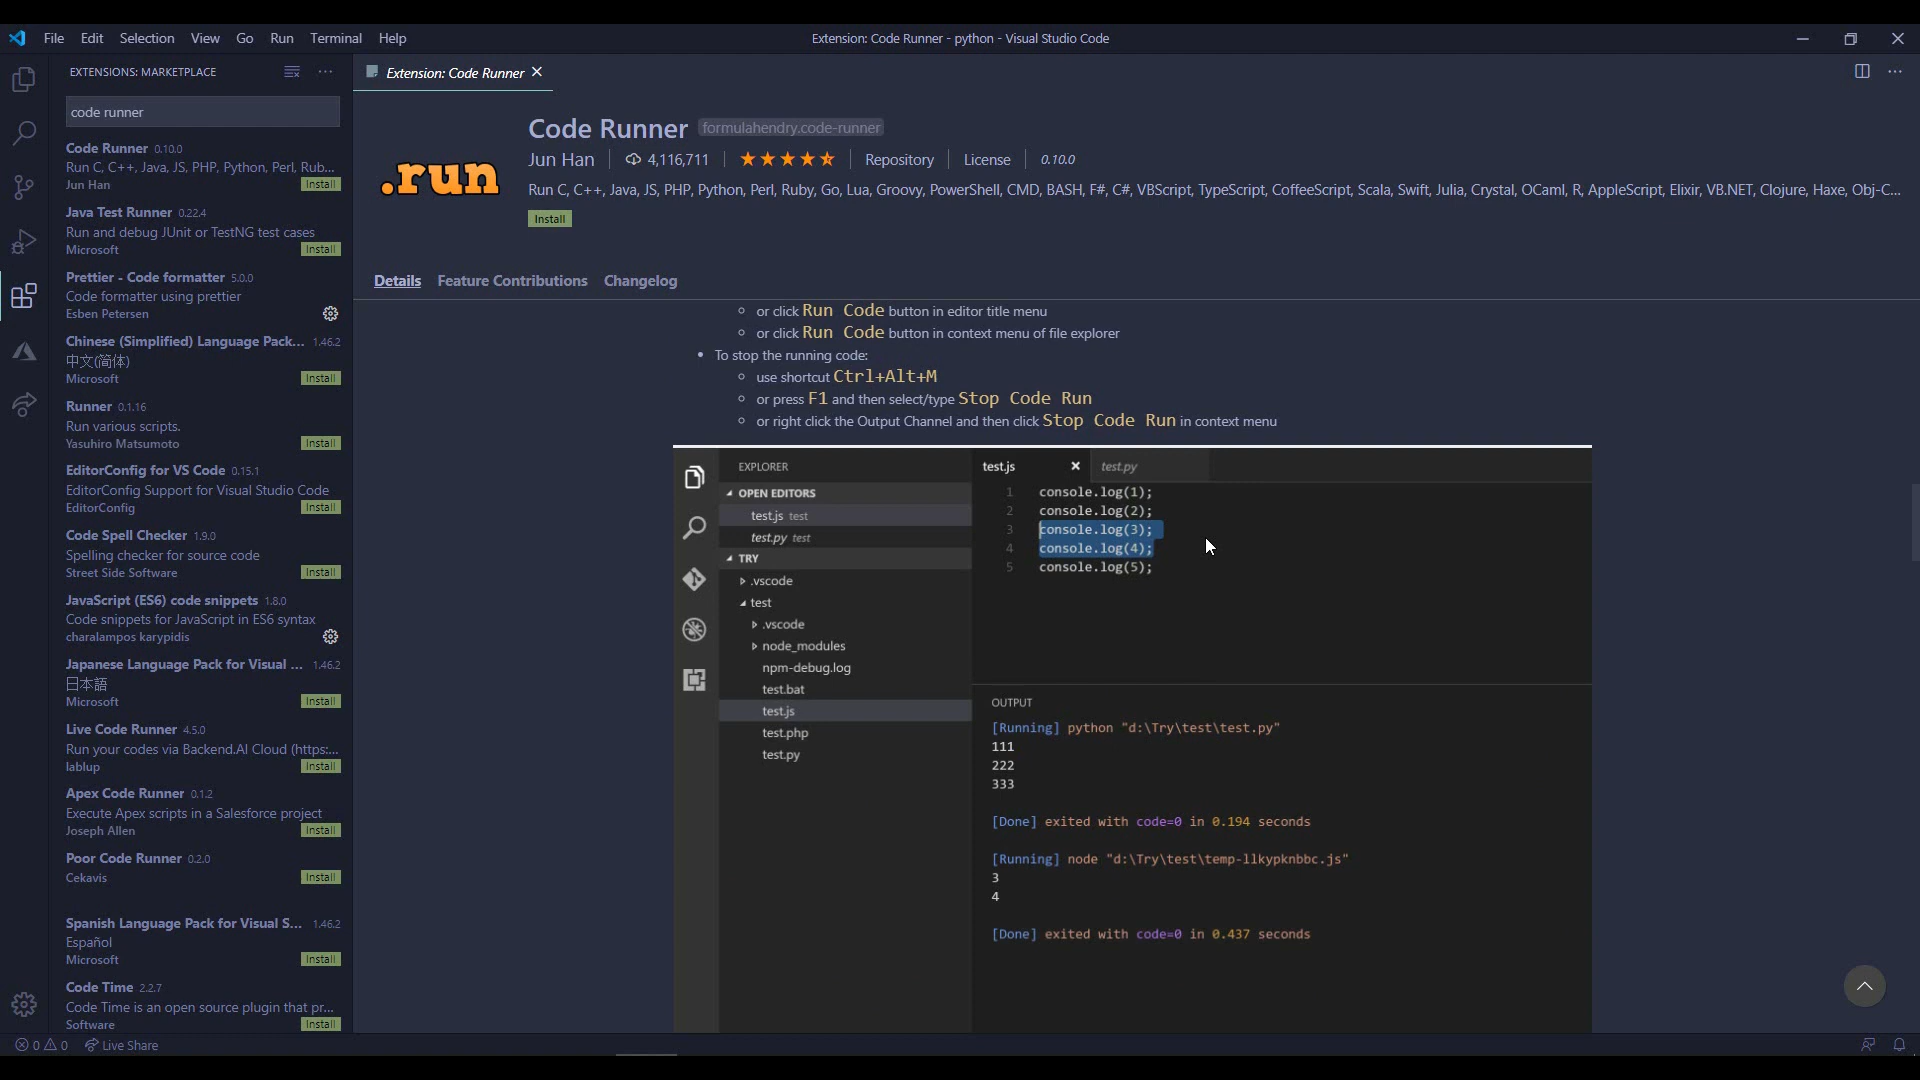 File Edit Selection View Go Run Terminal Help
Extension: Code Runner - python - Visual Studio Code
EXTENSIONS: MARKETPLACE
code runner
Code Runner 0.10.0
Run C, C++, Java, JS, PHP, Python, Perl, Rub...
Jun Han
Install
Java Test Runner 0.22.4
Run and debug JUnit or TestNG test cases
Microsoft
Install
Prettier - Code formatter 5.0.0
Code formatter using prettier
Esben Petersen
Chinese (Simplified) Language Pack... 1.46.2
中文(简体)
Microsoft
Install
Runner 0.1.16
Run various scripts.
Yasuhiro Matsumoto
Install
EditorConfig for VS Code 0.15.1
EditorConfig Support for Visual Studio Code
EditorConfig
Install
Code Spell Checker 1.9.0
Spelling checker for source code
Street Side Software
Install
JavaScript (ES6) code snippets 1.8.0
Code snippets for JavaScript in ES6 syntax
charalampos karypidis
Japanese Language Pack for Visual ... 1.46.2
日本語
Microsoft
Install
Live Code Runner 4.5.0
Run your codes via Backend.AI Cloud (https:...
lablup
Install
Apex Code Runner 0.1.2
Execute Apex scripts in a Salesforce project
Joseph Allen
Install
Poor Code Runner 0.2.0
Cekavis
Install
Spanish Language Pack for Visual S... 1.46.2
Español
Microsoft
Install
Code Time 2.2.7
Code Time is an open source plugin that pr...
Software
Install
Extension: Code Runner
.run
Code Runner formulahendry.code-runner
Jun Han 4,116,711 Repository License 0.10.0
Run C, C++, Java, JS, PHP, Python, Perl, Ruby, Go, Lua, Groovy, PowerShell, CMD, BASH, F#, C#, VBScript, TypeScript, CoffeeScript, Scala, Swift, Julia, Crystal, OCaml, R, AppleScript, Elixir, VB.NET, Clojure, Haxe, Obj-C...
Install
Details Feature Contributions Changelog
or click Run Code button in editor title menu
or click Run Code button in context menu of file explorer
To stop the running code:
use shortcut Ctrl+Alt+M
or press F1 and then select/type Stop Code Run
or right click the Output Channel and then click Stop Code Run in context menu
EXPLORER
OPEN EDITORS
test.js test
test.py test
TRY
.vscode
test
.vscode
node_modules
npm-debug.log
test.bat
test.js
test.php
test.py
test.js test.py
1 console.log(1);
2 console.log(2);
3 console.log(3);
4 console.log(4);
5 console.log(5);
OUTPUT
[Running] python "d:\Try\test\test.py"
111
222
333
[Done] exited with code=0 in 0.194 seconds
[Running] node "d:\Try\test\temp-llkypknbbc.js"
3
4
[Done] exited with code=0 in 0.437 seconds
0 0 Live Share